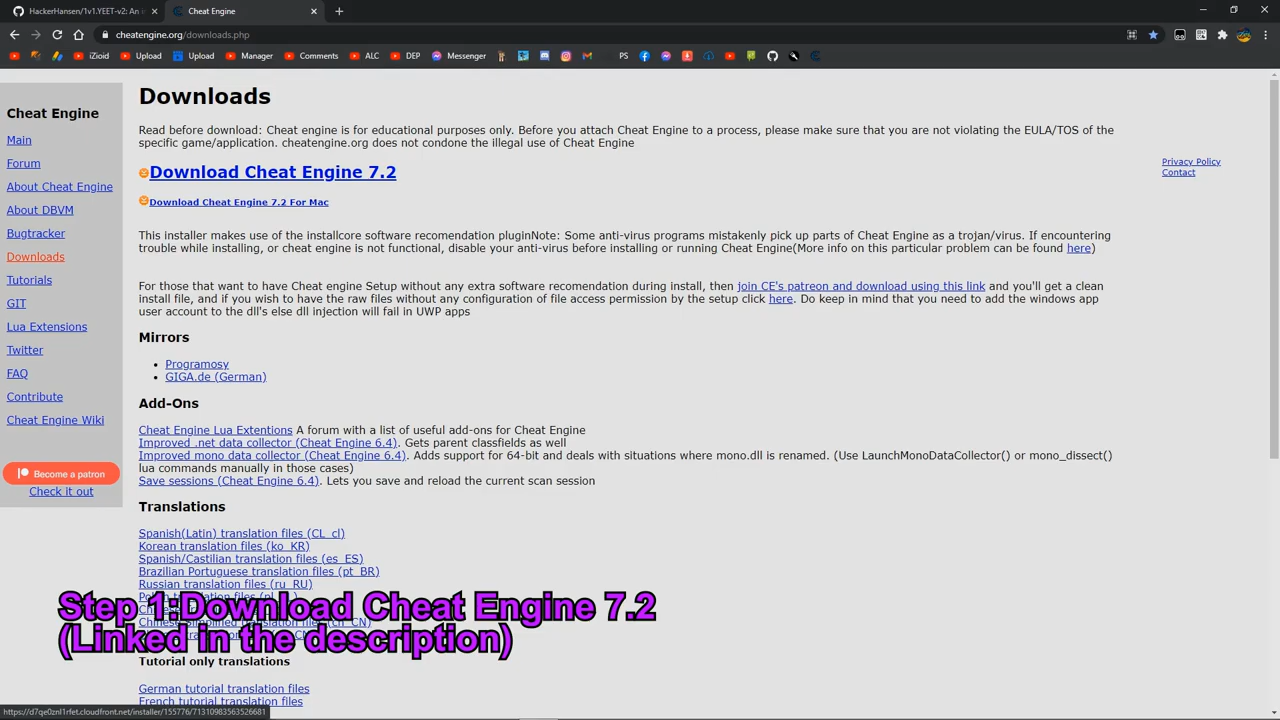 HackerHansen/1v1.YEET-v2: An i
Cheat Engine
cheatengine.org/downloads.php
iZioid
Upload
Upload
Manager
Comments
ALC
DEP
Messenger
PS
Cheat Engine
Main
Forum
About Cheat Engine
About DBVM
Bugtracker
Downloads
Tutorials
GIT
Lua Extensions
Twitter
FAQ
Contribute
Cheat Engine Wiki
Become a patron
Check it out
Downloads
Read before download: Cheat engine is for educational purposes only. Before you attach Cheat Engine to a process, please make sure that you are not violating the EULA/TOS of the
specific game/application. cheatengine.org does not condone the illegal use of Cheat Engine
Download Cheat Engine 7.2
Download Cheat Engine 7.2 For Mac
Privacy Policy
Contact
This installer makes use of the installcore software recomendation pluginNote: Some anti-virus programs mistakenly pick up parts of Cheat Engine as a trojan/virus. If encountering
trouble while installing, or cheat engine is not functional, disable your anti-virus before installing or running Cheat Engine(More info on this particular problem can be found here)
For those that want to have Cheat engine Setup without any extra software recomendation during install, then join CE's patreon and download using this link and you'll get a clean
install file, and if you wish to have the raw files without any configuration of file access permission by the setup click here. Do keep in mind that you need to add the windows app
user account to the dll's else dll injection will fail in UWP apps
Mirrors
Programosy
GIGA.de (German)
Add-Ons
Cheat Engine Lua Extentions A forum with a list of useful add-ons for Cheat Engine
Improved .net data collector (Cheat Engine 6.4). Gets parent classfields as well
Improved mono data collector (Cheat Engine 6.4). Adds support for 64-bit and deals with situations where mono.dll is renamed. (Use LaunchMonoDataCollector() or mono_dissect()
lua commands manually in those cases)
Save sessions (Cheat Engine 6.4). Lets you save and reload the current scan session
Translations
Spanish(Latin) translation files (CL_cl)
Korean translation files (ko_KR)
Spanish/Castilian translation files (es_ES)
Brazilian Portuguese translation files (pt_BR)
Russian translation files (ru_RU)
Step 1:Download Cheat Engine 7.2
(Linked in the description)
Tutorial only translations
German tutorial translation files
French tutorial translation files
https://d7qe0znl1rfet.cloudfront.net/installer/155776/71310983563526681